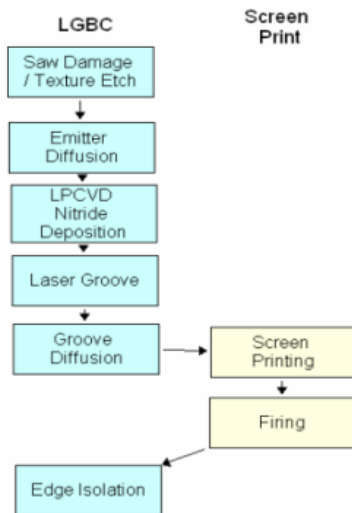 LGBC
Screen
Print
Saw Damage
/ Texture Etch
Emitter
Diffusion
LPCVD
Nitride
Deposition
Laser Groove
Groove
Diffusion
Screen
Printing
Firing
Edge Isolation